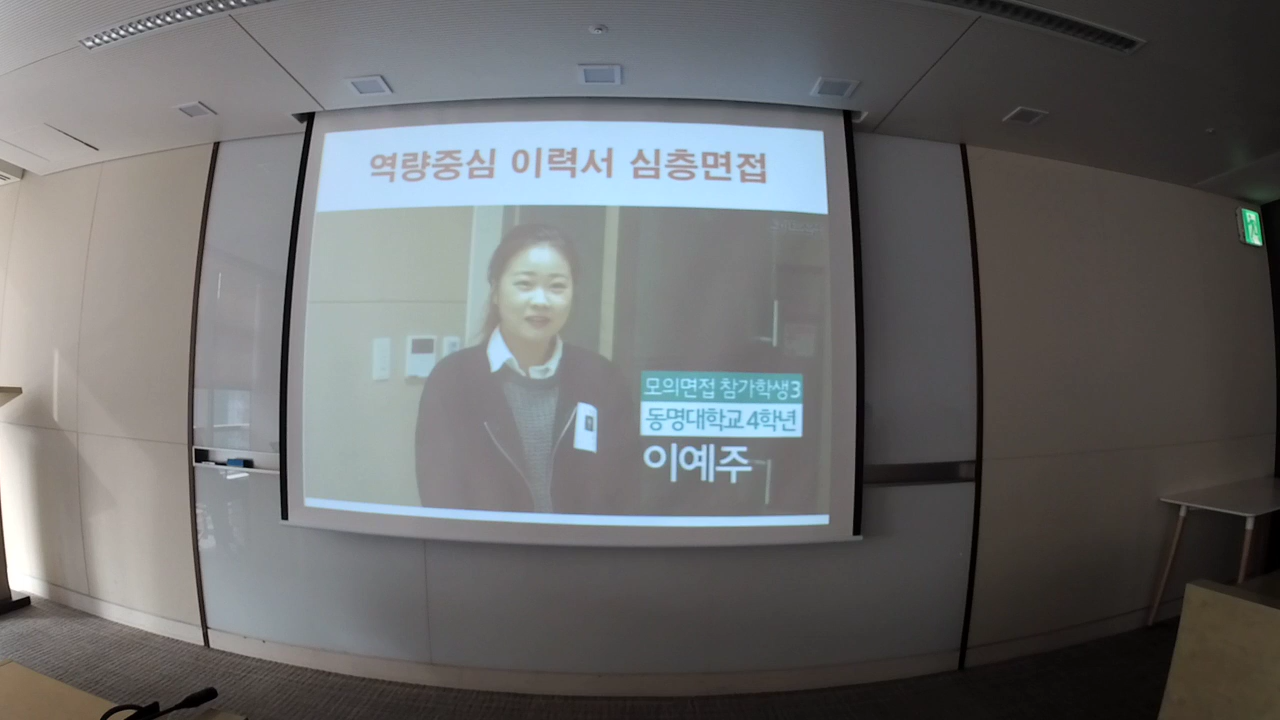 역량중심 이력서 심층면접
모의면접 참가학생3
동명대학교 4학년
이예주